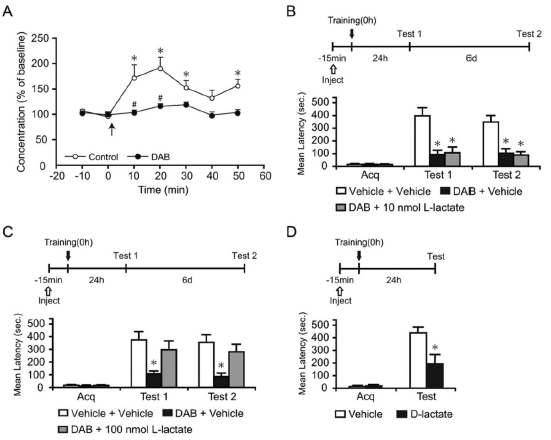 A
Concentration (% of baseline)
250
200
150
100
50
0
* * * *
# #
Control DAB
-20 -10 0 10 20 30 40 50 60
Time (min)
B
Training(0h)
Test 1
Test 2
-15min
24h
6d
Inject
Mean Latency (sec.)
500
400
300
200
100
0
* * * *
Acq Test 1 Test 2
Vehicle + Vehicle DAB + Vehicle
DAB + 10 nmol L-lactate
C
Training(0h)
Test 1
Test 2
-15min
24h
6d
Inject
Mean Latency (sec.)
500
400
300
200
100
0
* *
Acq Test 1 Test 2
Vehicle + Vehicle DAB + Vehicle
DAB + 100 nmol L-lactate
D
Training(0h)
Test
-15min
24h
Inject
Mean Latency (sec.)
500
400
300
200
100
0
*
Acq Test
Vehicle D-lactate